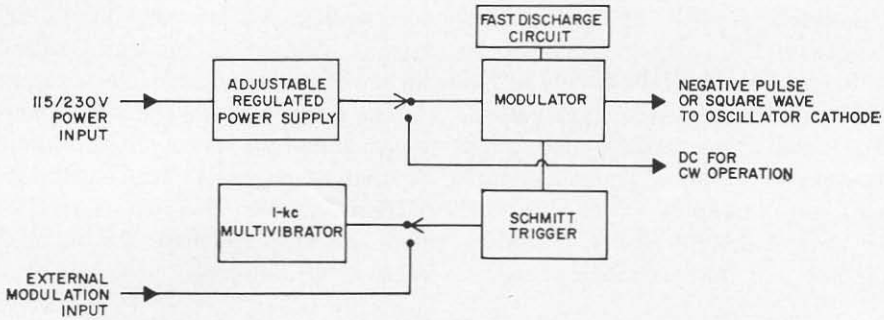 FAST DISCHARGE
CIRCUIT
115/230V
POWER
INPUT
ADJUSTABLE
REGULATED
POWER SUPPLY
MODULATOR
NEGATIVE PULSE
OR SQUARE WAVE
TO OSCILLATOR CATHODE
DC FOR
CW OPERATION
1-kc
MULTIVIBRATOR
SCHMITT
TRIGGER
EXTERNAL
MODULATION
INPUT